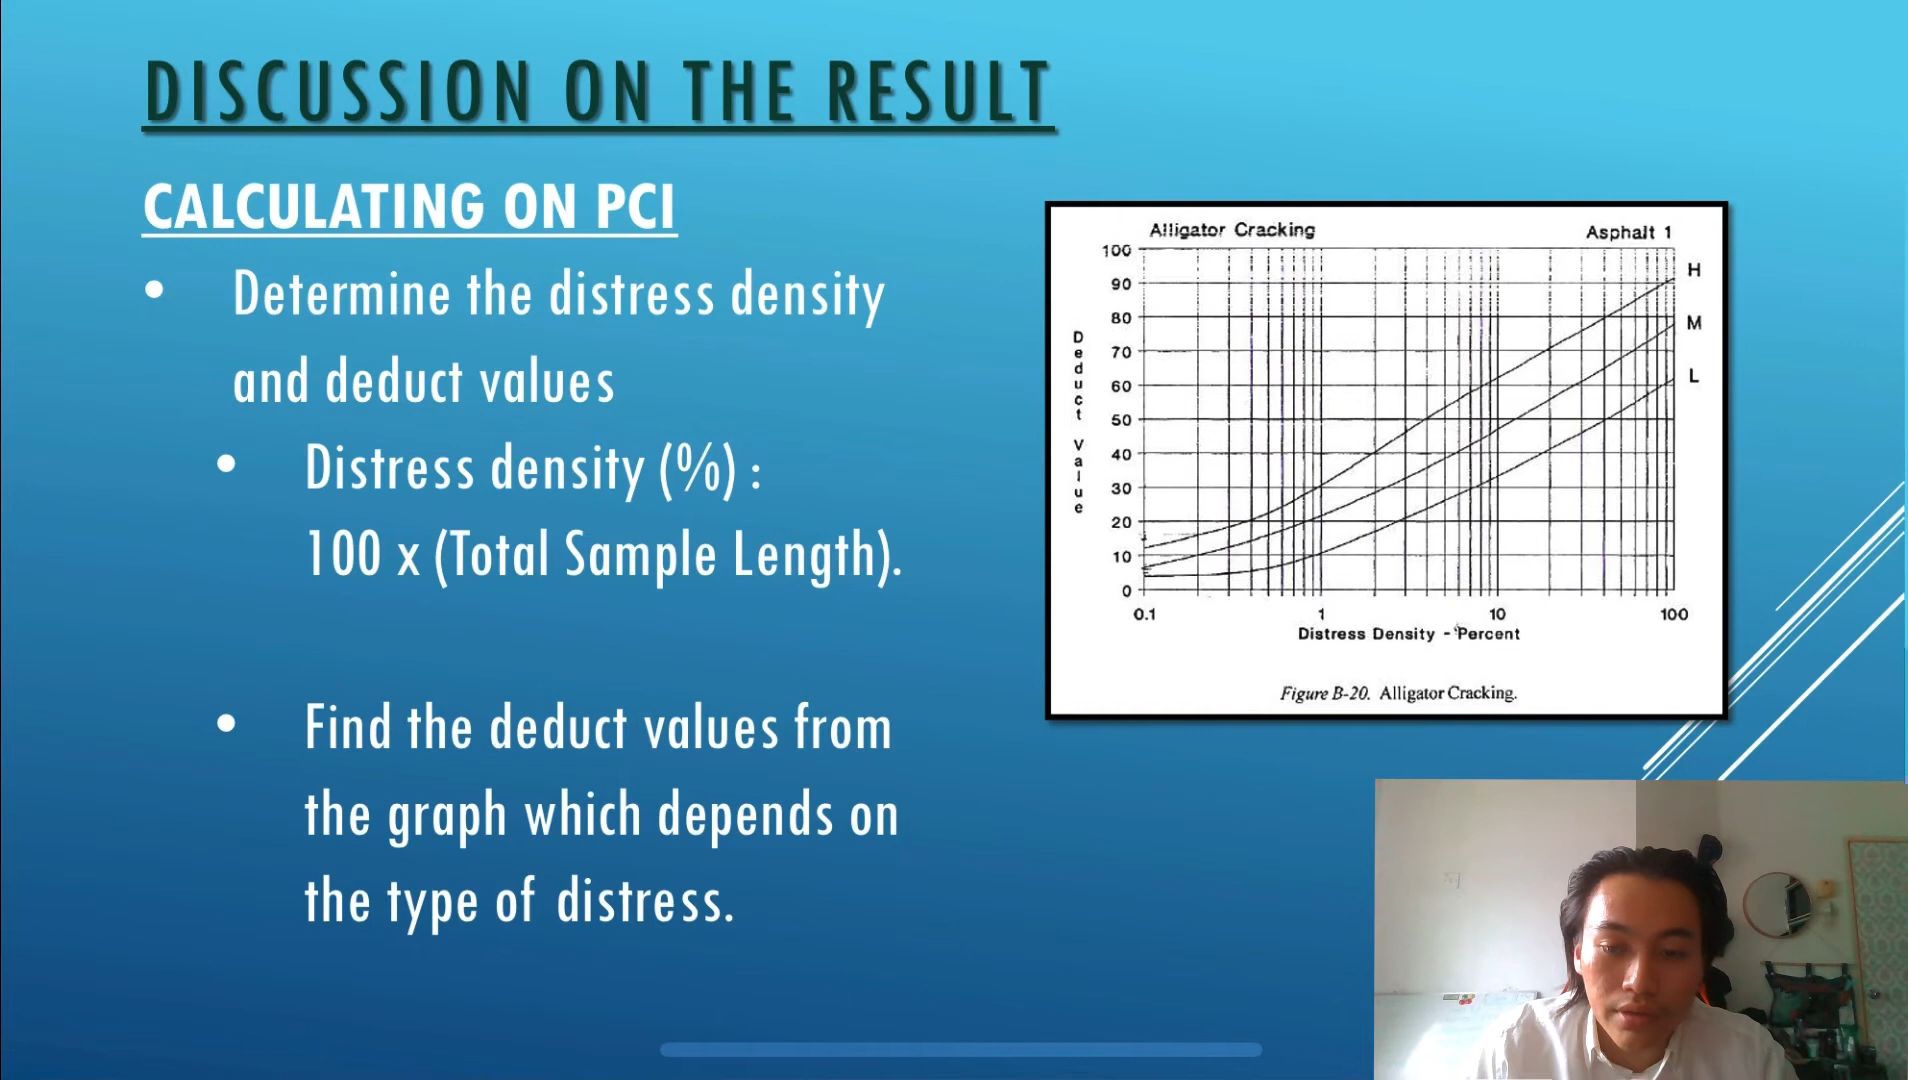 DISCUSSION ON THE RESULT
CALCULATING ON PCI
• Determine the distress density
and deduct values
• Distress density (%) :
100 x (Total Sample Length).
• Find the deduct values from
the graph which depends on
the type of distress.
Alligator Cracking
Asphalt 1
100
90
80
70
60
50
40
30
20
10
0
Deduct Value
H
M
L
0.1
1
10
100
Distress Density - Percent
Figure B-20. Alligator Cracking.